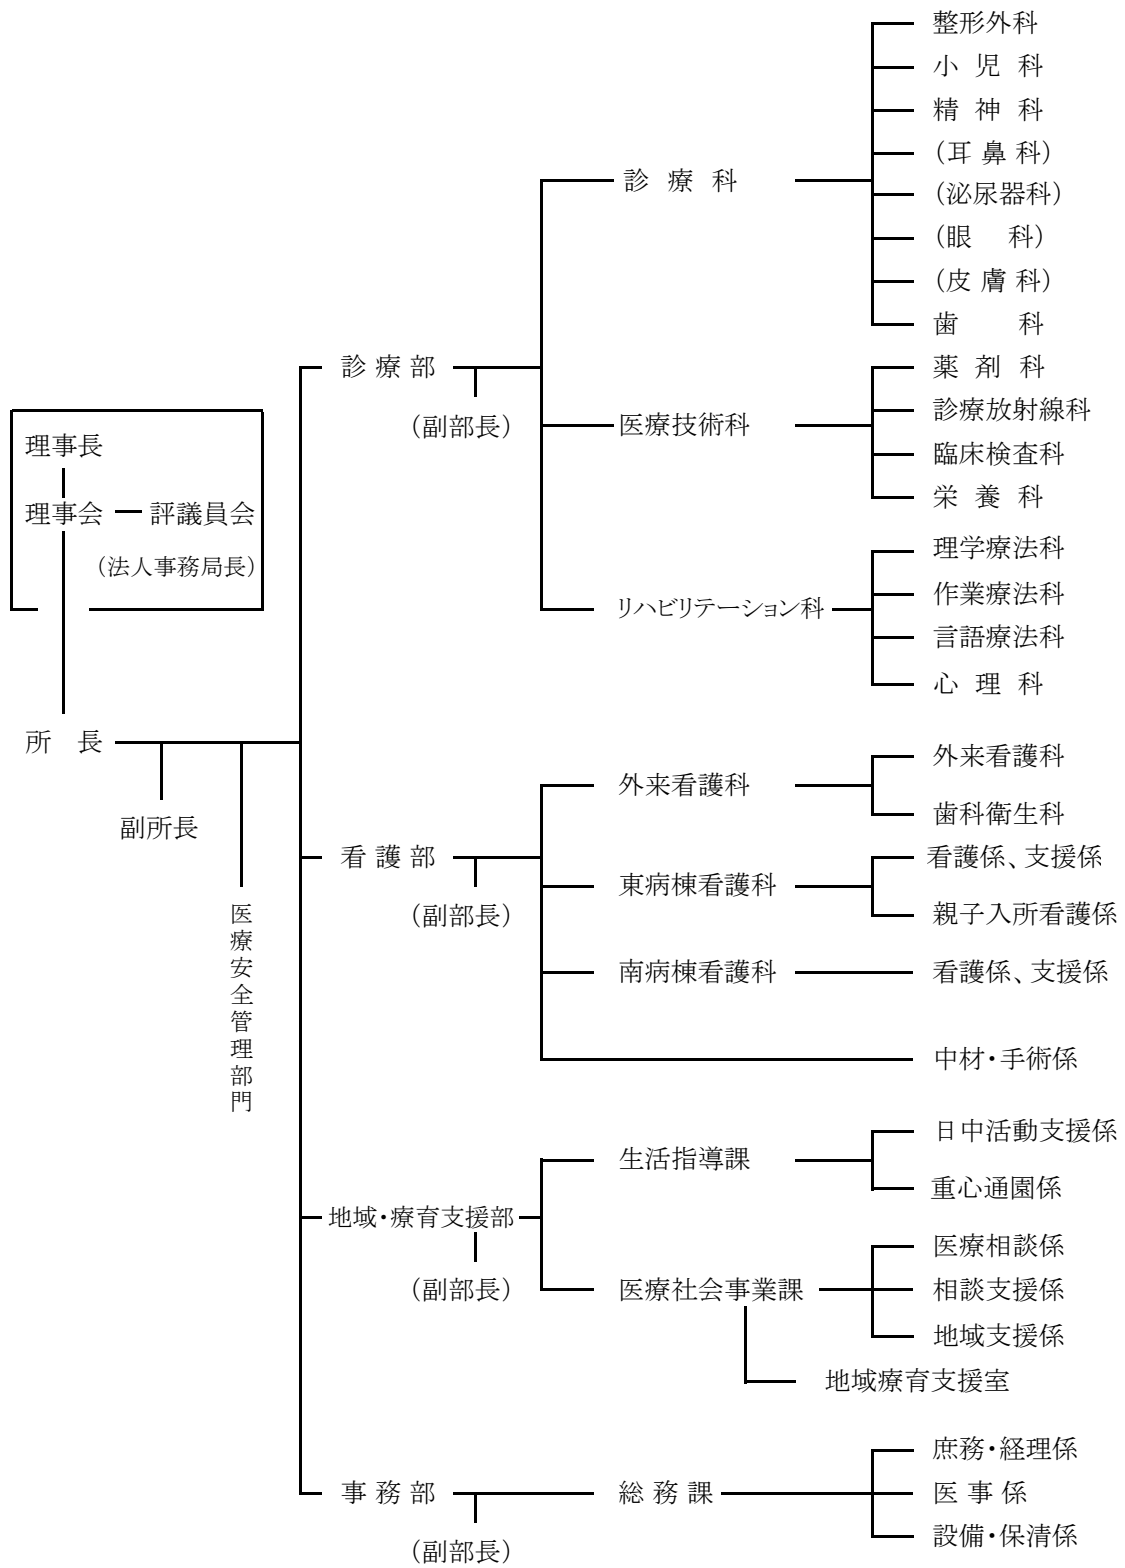 理事長
理事会
評議員会
(法人事務局長)
所 長
副所長
医療安全管理部門
診 療 部
(副部長)
診 療 科
整形外科
小 児 科
精 神 科
(耳 鼻 科)
(泌尿器科)
(眼 科)
(皮 膚 科)
歯 科
医療技術科
薬 剤 科
診療放射線科
臨床検査科
栄 養 科
リハビリテーション科
理学療法科
作業療法科
言語療法科
心 理 科
看 護 部
(副部長)
外来看護科
外来看護科
歯科衛生科
東病棟看護科
看護係、支援係
親子入所看護係
南病棟看護科
看護係、支援係
中材・手術係
地域・療育支援部
(副部長)
生活指導課
日中活動支援係
重心通園係
医療社会事業課
医療相談係
相談支援係
地域支援係
地域療育支援室
事 務 部
(副部長)
総 務 課
庶務・経理係
医 事 係
設備・保清係